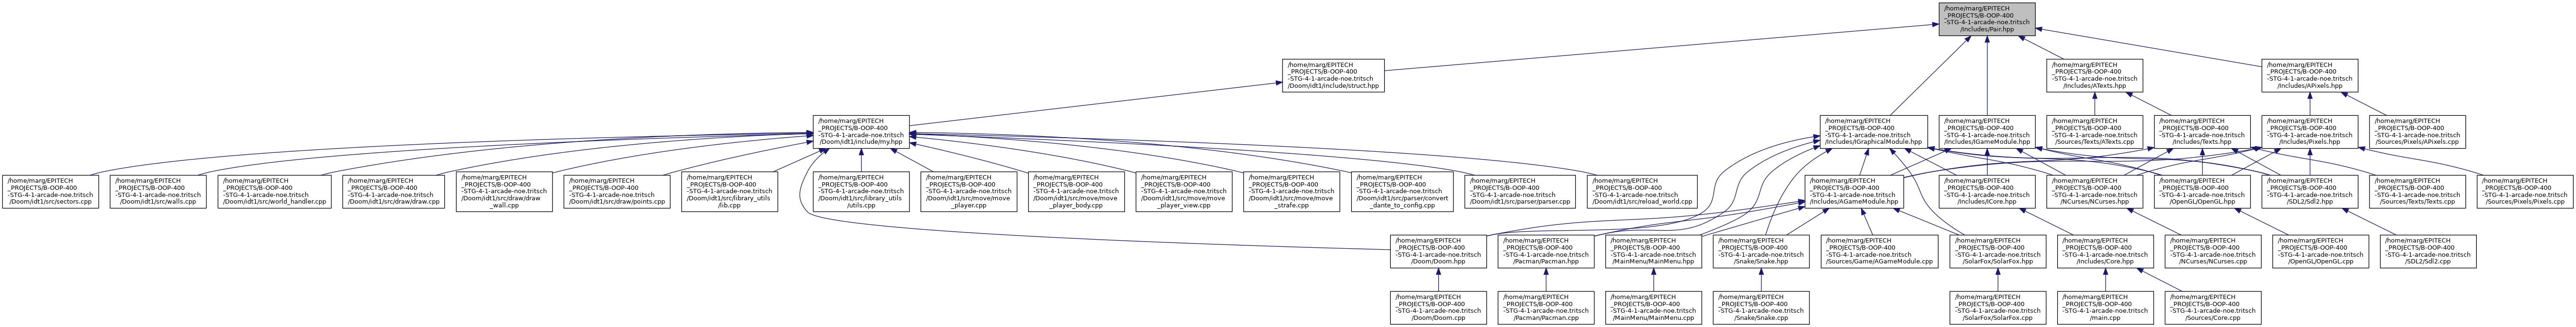 /home/marg/EPITECH
_PROJECTS/B-OOP-400
-STG-4-1-arcade-noe.tritsch
/Includes/Pair.hpp
/home/marg/EPITECH
_PROJECTS/B-OOP-400
-STG-4-1-arcade-noe.tritsch
/Doom/idt1/include/struct.hpp
/home/marg/EPITECH
_PROJECTS/B-OOP-400
-STG-4-1-arcade-noe.tritsch
/Includes/ATexts.hpp
/home/marg/EPITECH
_PROJECTS/B-OOP-400
-STG-4-1-arcade-noe.tritsch
/Includes/APixels.hpp
/home/marg/EPITECH
_PROJECTS/B-OOP-400
-STG-4-1-arcade-noe.tritsch
/Doom/idt1/include/my.hpp
/home/marg/EPITECH
_PROJECTS/B-OOP-400
-STG-4-1-arcade-noe.tritsch
/Includes/IGraphicalModule.hpp
/home/marg/EPITECH
_PROJECTS/B-OOP-400
-STG-4-1-arcade-noe.tritsch
/Includes/IGameModule.hpp
/home/marg/EPITECH
_PROJECTS/B-OOP-400
-STG-4-1-arcade-noe.tritsch
/Sources/Texts/ATexts.cpp
/home/marg/EPITECH
_PROJECTS/B-OOP-400
-STG-4-1-arcade-noe.tritsch
/Includes/Texts.hpp
/home/marg/EPITECH
_PROJECTS/B-OOP-400
-STG-4-1-arcade-noe.tritsch
/Includes/Pixels.hpp
/home/marg/EPITECH
_PROJECTS/B-OOP-400
-STG-4-1-arcade-noe.tritsch
/Sources/Pixels/APixels.cpp
/home/marg/EPITECH
_PROJECTS/B-OOP-400
-STG-4-1-arcade-noe.tritsch
/Doom/idt1/src/sectors.cpp
/home/marg/EPITECH
_PROJECTS/B-OOP-400
-STG-4-1-arcade-noe.tritsch
/Doom/idt1/src/walls.cpp
/home/marg/EPITECH
_PROJECTS/B-OOP-400
-STG-4-1-arcade-noe.tritsch
/Doom/idt1/src/world_handler.cpp
/home/marg/EPITECH
_PROJECTS/B-OOP-400
-STG-4-1-arcade-noe.tritsch
/Doom/idt1/src/draw/draw.cpp
/home/marg/EPITECH
_PROJECTS/B-OOP-400
-STG-4-1-arcade-noe.tritsch
/Doom/idt1/src/draw/draw
_wall.cpp
/home/marg/EPITECH
_PROJECTS/B-OOP-400
-STG-4-1-arcade-noe.tritsch
/Doom/idt1/src/draw/points.cpp
/home/marg/EPITECH
_PROJECTS/B-OOP-400
-STG-4-1-arcade-noe.tritsch
/Doom/idt1/src/library_utils
/lib.cpp
/home/marg/EPITECH
_PROJECTS/B-OOP-400
-STG-4-1-arcade-noe.tritsch
/Doom/idt1/src/library_utils
/utils.cpp
/home/marg/EPITECH
_PROJECTS/B-OOP-400
-STG-4-1-arcade-noe.tritsch
/Doom/idt1/src/move/move
_player.cpp
/home/marg/EPITECH
_PROJECTS/B-OOP-400
-STG-4-1-arcade-noe.tritsch
/Doom/idt1/src/move/move
_player_body.cpp
/home/marg/EPITECH
_PROJECTS/B-OOP-400
-STG-4-1-arcade-noe.tritsch
/Doom/idt1/src/move/move
_player_view.cpp
/home/marg/EPITECH
_PROJECTS/B-OOP-400
-STG-4-1-arcade-noe.tritsch
/Doom/idt1/src/move/move
_strafe.cpp
/home/marg/EPITECH
_PROJECTS/B-OOP-400
-STG-4-1-arcade-noe.tritsch
/Doom/idt1/src/parser/convert
_dante_to_config.cpp
/home/marg/EPITECH
_PROJECTS/B-OOP-400
-STG-4-1-arcade-noe.tritsch
/Doom/idt1/src/parser/parser.cpp
/home/marg/EPITECH
_PROJECTS/B-OOP-400
-STG-4-1-arcade-noe.tritsch
/Doom/idt1/src/reload_world.cpp
/home/marg/EPITECH
_PROJECTS/B-OOP-400
-STG-4-1-arcade-noe.tritsch
/Includes/AGameModule.hpp
/home/marg/EPITECH
_PROJECTS/B-OOP-400
-STG-4-1-arcade-noe.tritsch
/Includes/ICore.hpp
/home/marg/EPITECH
_PROJECTS/B-OOP-400
-STG-4-1-arcade-noe.tritsch
/NCurses/NCurses.hpp
/home/marg/EPITECH
_PROJECTS/B-OOP-400
-STG-4-1-arcade-noe.tritsch
/OpenGL/OpenGL.hpp
/home/marg/EPITECH
_PROJECTS/B-OOP-400
-STG-4-1-arcade-noe.tritsch
/SDL2/Sdl2.hpp
/home/marg/EPITECH
_PROJECTS/B-OOP-400
-STG-4-1-arcade-noe.tritsch
/Sources/Texts/Texts.cpp
/home/marg/EPITECH
_PROJECTS/B-OOP-400
-STG-4-1-arcade-noe.tritsch
/Sources/Pixels/Pixels.cpp
/home/marg/EPITECH
_PROJECTS/B-OOP-400
-STG-4-1-arcade-noe.tritsch
/Doom/Doom.hpp
/home/marg/EPITECH
_PROJECTS/B-OOP-400
-STG-4-1-arcade-noe.tritsch
/Pacman/Pacman.hpp
/home/marg/EPITECH
_PROJECTS/B-OOP-400
-STG-4-1-arcade-noe.tritsch
/MainMenu/MainMenu.hpp
/home/marg/EPITECH
_PROJECTS/B-OOP-400
-STG-4-1-arcade-noe.tritsch
/Snake/Snake.hpp
/home/marg/EPITECH
_PROJECTS/B-OOP-400
-STG-4-1-arcade-noe.tritsch
/Sources/Game/AGameModule.cpp
/home/marg/EPITECH
_PROJECTS/B-OOP-400
-STG-4-1-arcade-noe.tritsch
/SolarFox/SolarFox.hpp
/home/marg/EPITECH
_PROJECTS/B-OOP-400
-STG-4-1-arcade-noe.tritsch
/Includes/Core.hpp
/home/marg/EPITECH
_PROJECTS/B-OOP-400
-STG-4-1-arcade-noe.tritsch
/NCurses/NCurses.cpp
/home/marg/EPITECH
_PROJECTS/B-OOP-400
-STG-4-1-arcade-noe.tritsch
/OpenGL/OpenGL.cpp
/home/marg/EPITECH
_PROJECTS/B-OOP-400
-STG-4-1-arcade-noe.tritsch
/SDL2/Sdl2.cpp
/home/marg/EPITECH
_PROJECTS/B-OOP-400
-STG-4-1-arcade-noe.tritsch
/Doom/Doom.cpp
/home/marg/EPITECH
_PROJECTS/B-OOP-400
-STG-4-1-arcade-noe.tritsch
/Pacman/Pacman.cpp
/home/marg/EPITECH
_PROJECTS/B-OOP-400
-STG-4-1-arcade-noe.tritsch
/MainMenu/MainMenu.cpp
/home/marg/EPITECH
_PROJECTS/B-OOP-400
-STG-4-1-arcade-noe.tritsch
/Snake/Snake.cpp
/home/marg/EPITECH
_PROJECTS/B-OOP-400
-STG-4-1-arcade-noe.tritsch
/SolarFox/SolarFox.cpp
/home/marg/EPITECH
_PROJECTS/B-OOP-400
-STG-4-1-arcade-noe.tritsch
/main.cpp
/home/marg/EPITECH
_PROJECTS/B-OOP-400
-STG-4-1-arcade-noe.tritsch
/Sources/Core.cpp